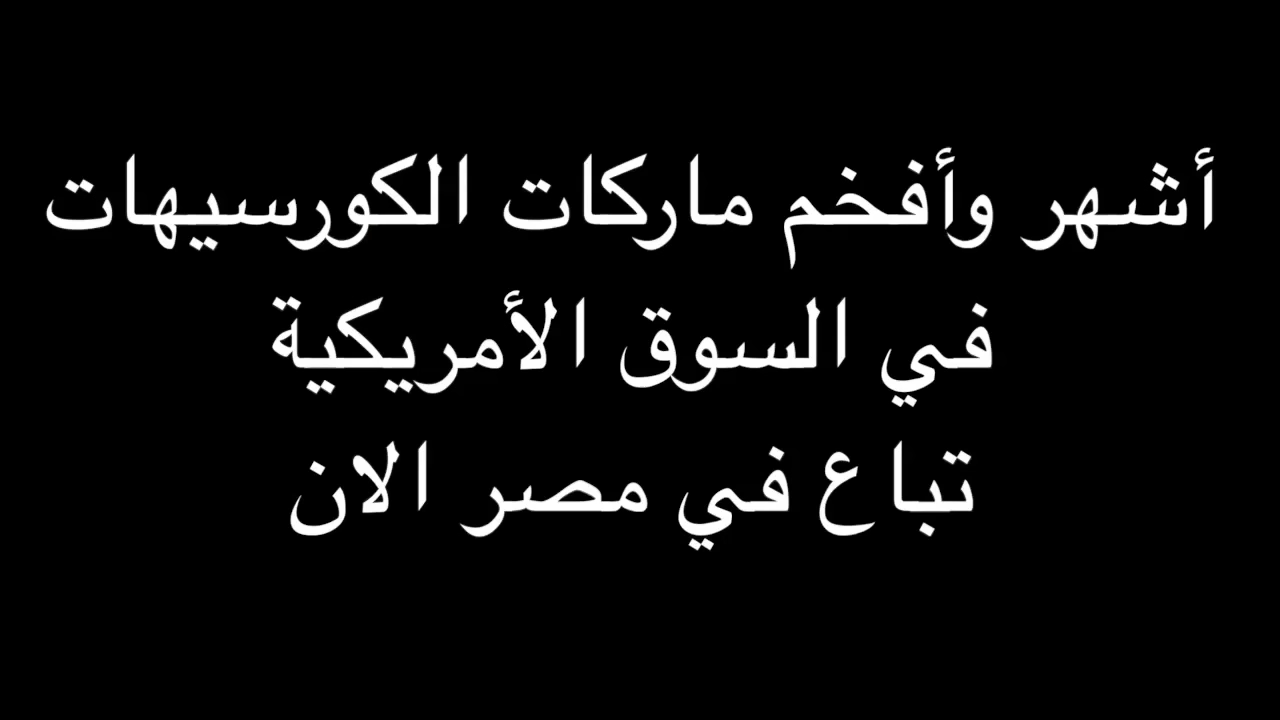 أشهر وأفخم ماركات الكورسيهات
في السوق الأمريكية
تباع في مصر الان